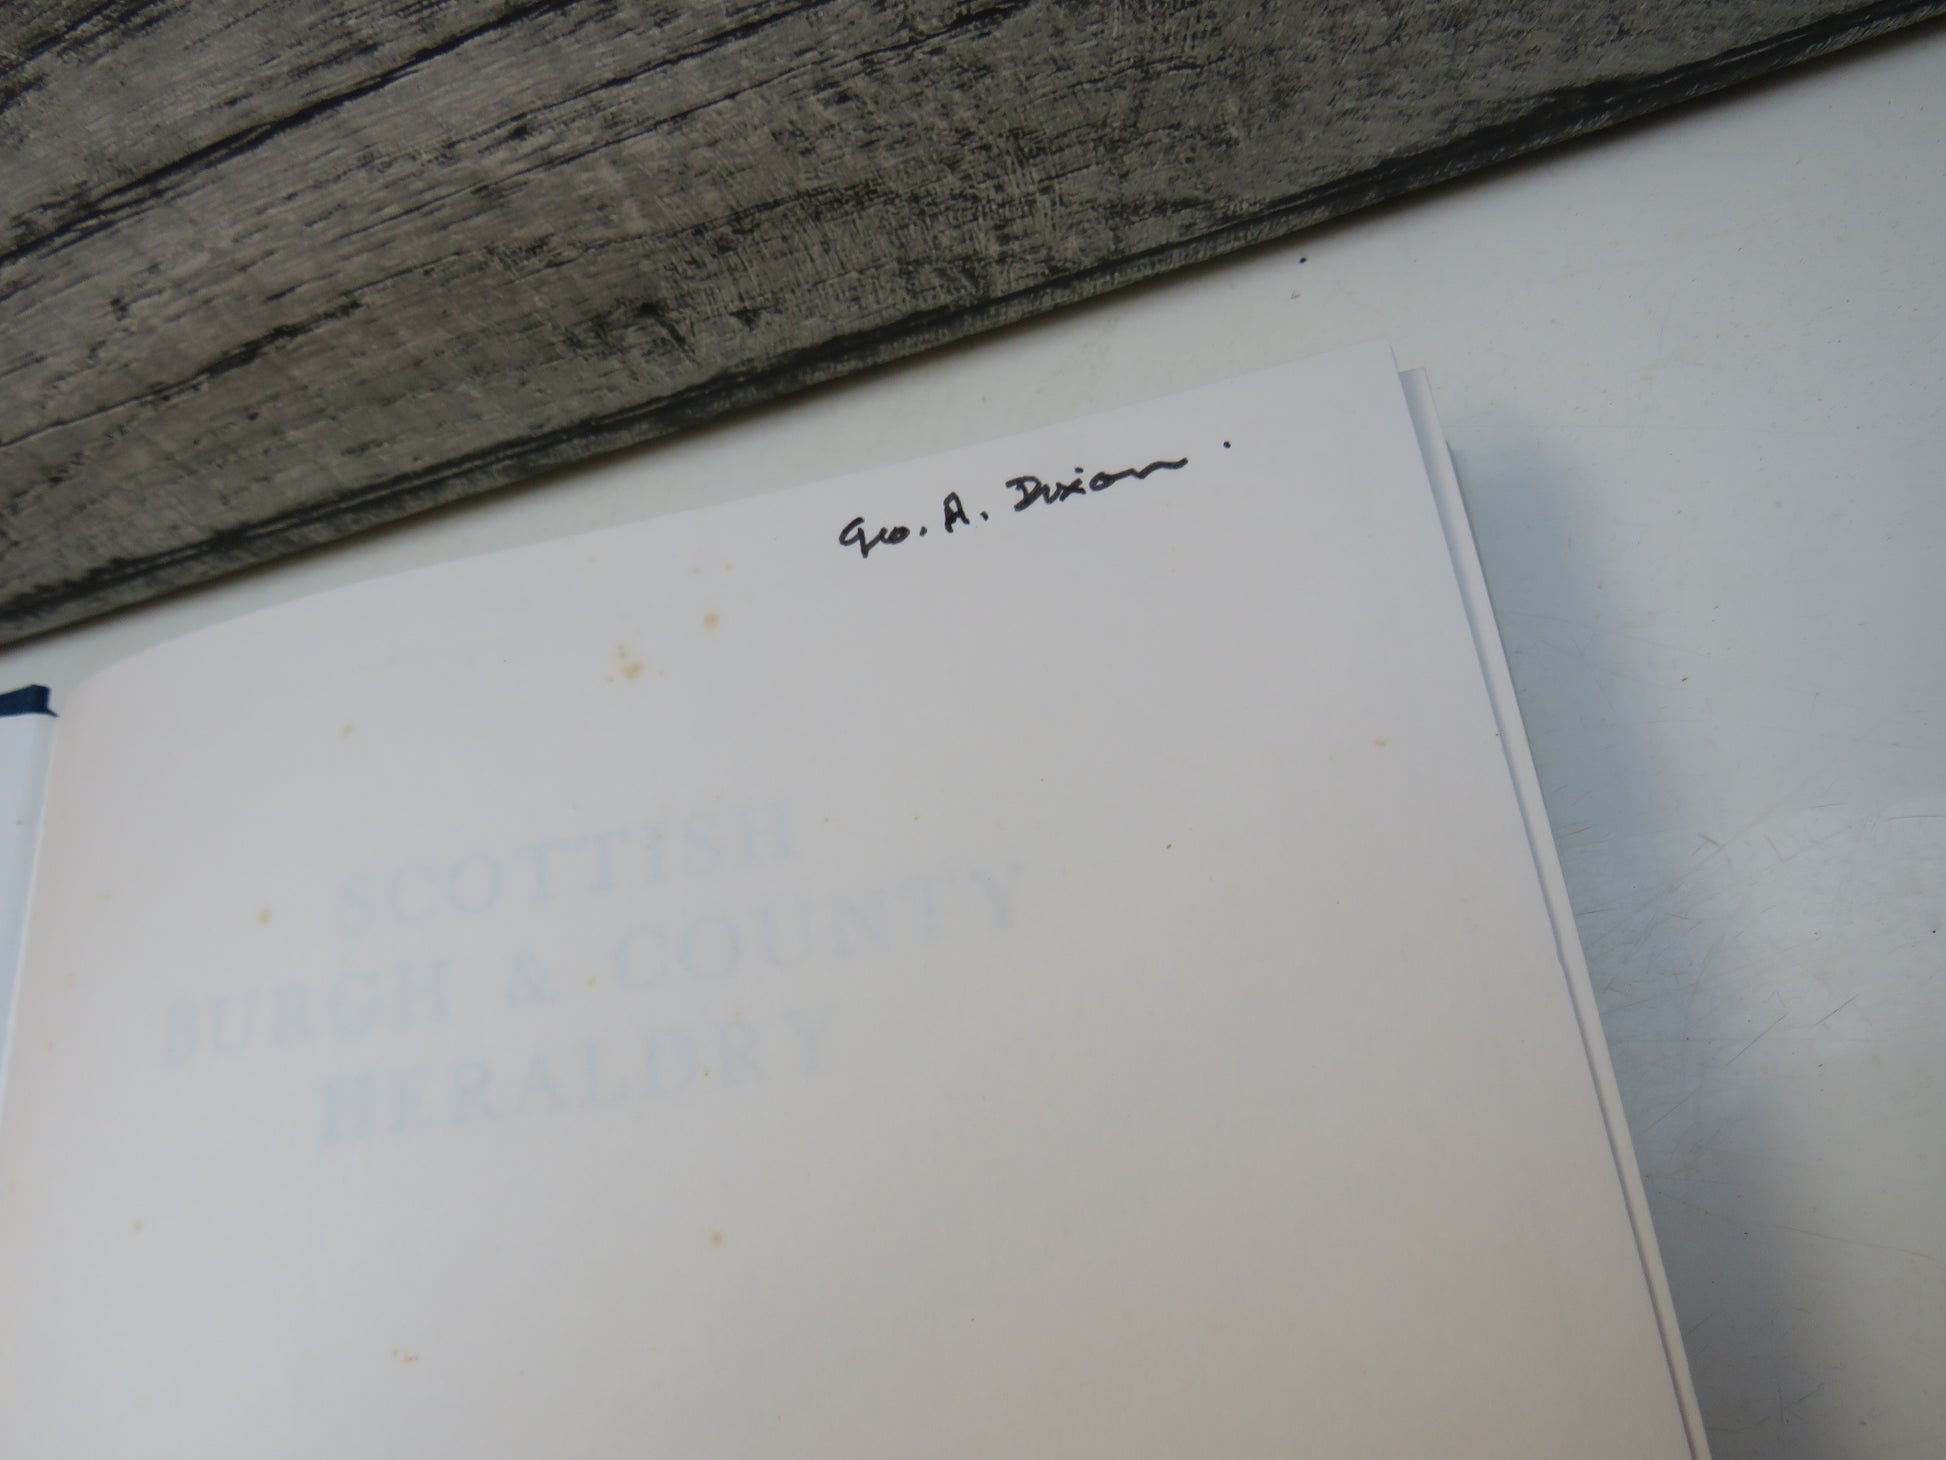 Geo. A. Dixon.
SCOTTISH
BURGH & COUNTY
HERALDRY